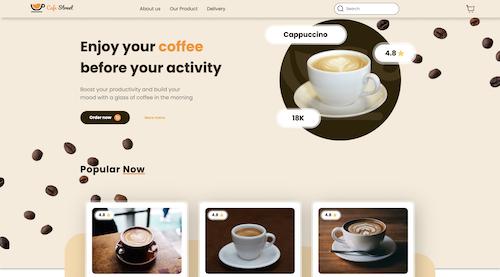 Cafe Street
About us
Our Product
Delivery
Search
Enjoy your coffee
before your activity
Boost your productivity and build your
mood with a glass of coffee in the morning
Order now
More menu
Cappuccino
4.8
18K
Popular Now
4.8
4.8
4.8